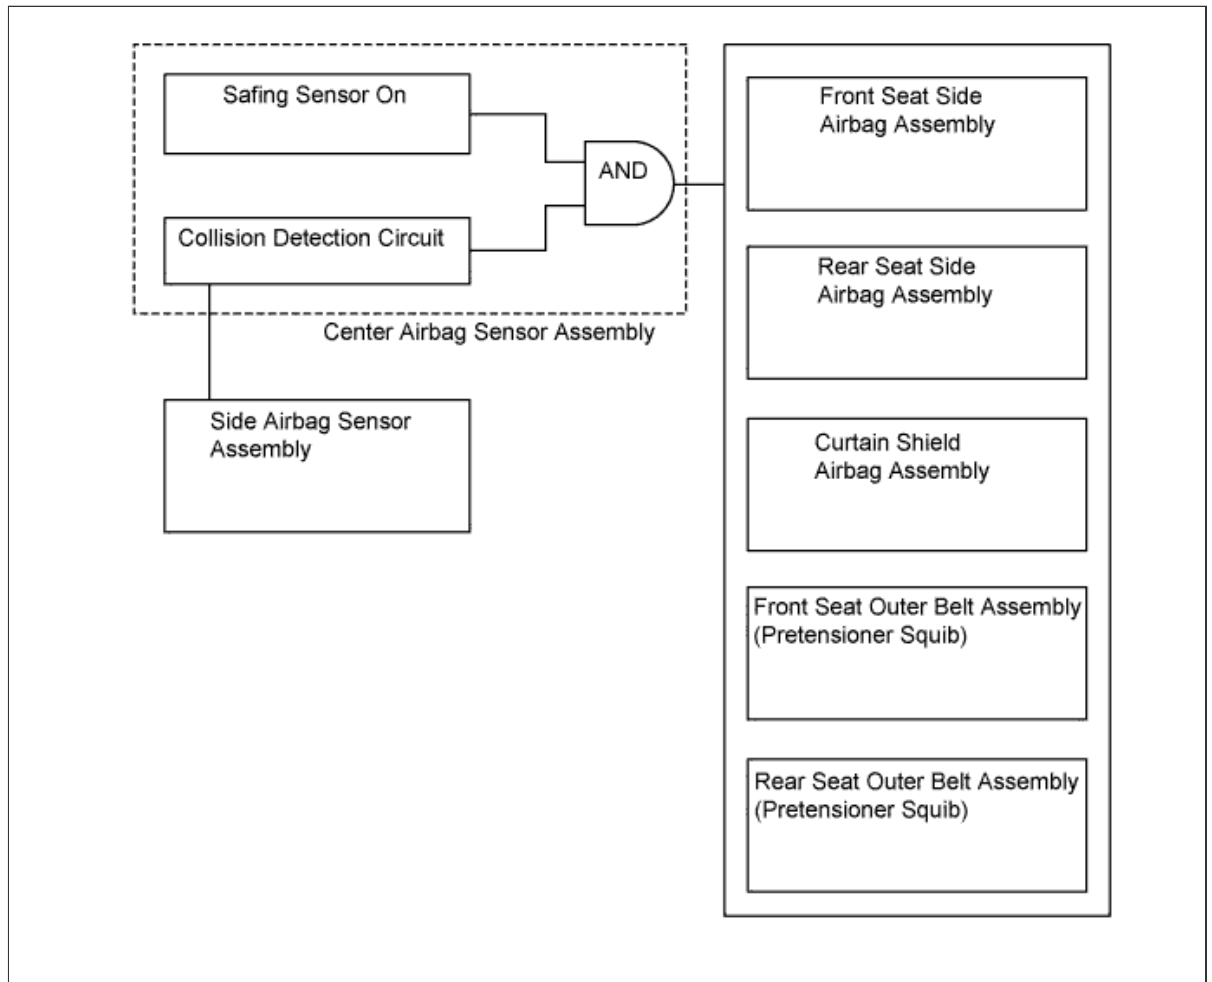 Safing Sensor On
AND
Collision Detection Circuit
Center Airbag Sensor Assembly
Side Airbag Sensor
Assembly
Front Seat Side
Airbag Assembly
Rear Seat Side
Airbag Assembly
Curtain Shield
Airbag Assembly
Front Seat Outer Belt Assembly
(Pretensioner Squib)
Rear Seat Outer Belt Assembly
(Pretensioner Squib)